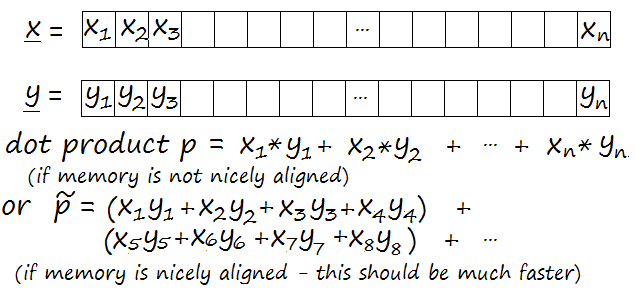 x = x₁ x₂ x₃ ... xₙ
y = y₁ y₂ y₃ ... yₙ
dot product p = x₁*y₁ + x₂*y₂ + ... + xₙ*yₙ
(if memory is not nicely aligned)
or p̃ = (x₁y₁+x₂y₂+x₃y₃+x₄y₄) +
(x₅y₅+x₆y₆+x₇y₇+x₈y₈) + ...
(if memory is nicely aligned - this should be much faster)